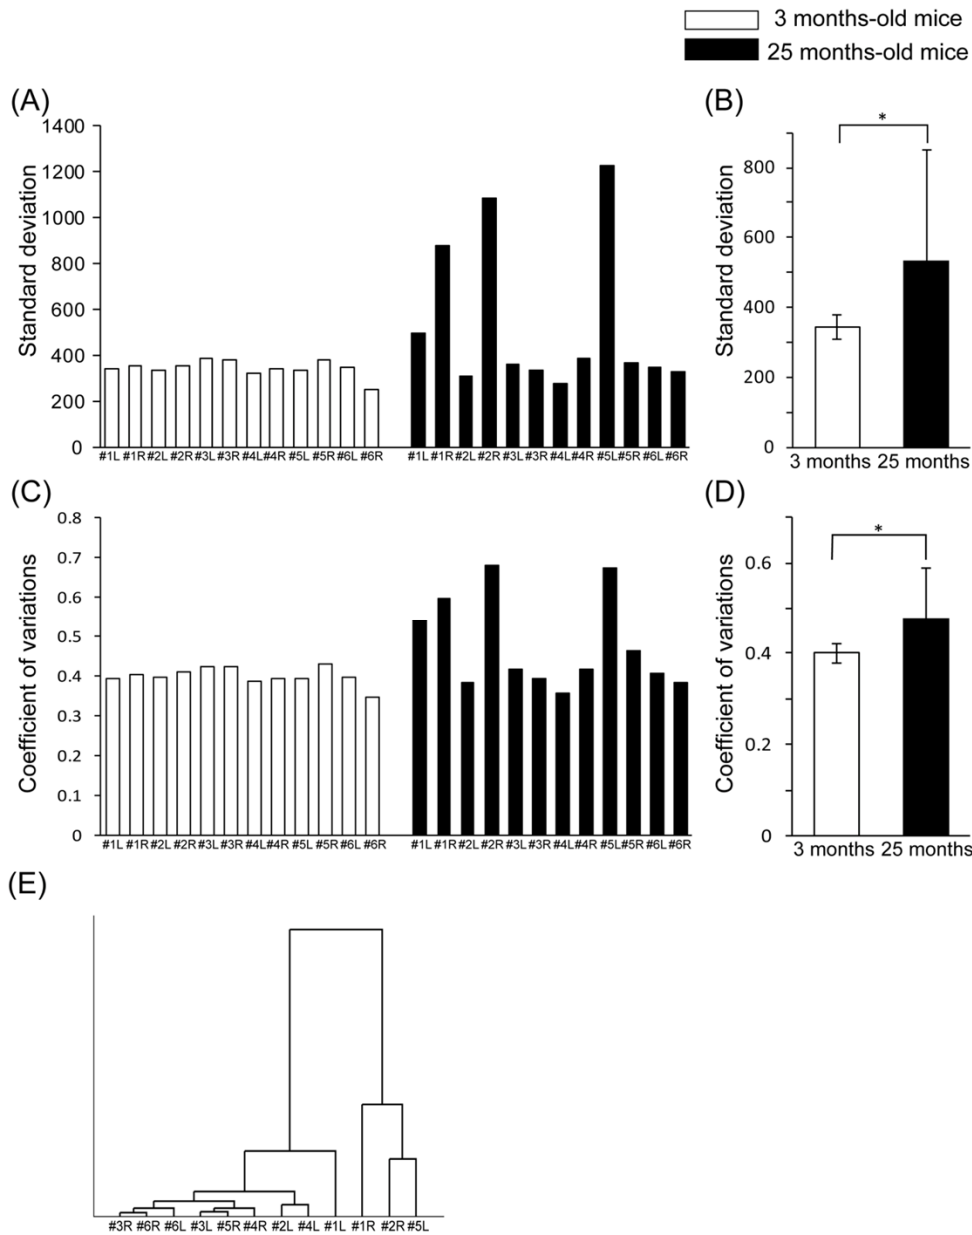 3 months-old mice
25 months-old mice
(A)
Standard deviation
1400
1200
1000
800
600
400
200
0
#1L #1R #2L #2R #3L #3R #4L #4R #5L #5R #6L #6R
#1L #1R #2L #2R #3L #3R #4L #4R #5L #5R #6L #6R
(B)
*
Standard deviation
800
600
400
200
0
3 months 25 months
(C)
Coefficient of variations
0.8
0.7
0.6
0.5
0.4
0.3
0.2
0.1
0
#1L #1R #2L #2R #3L #3R #4L #4R #5L #5R #6L #6R
#1L #1R #2L #2R #3L #3R #4L #4R #5L #5R #6L #6R
(D)
*
Coefficient of variations
0.6
0.4
0.2
0
3 months 25 months
(E)
#3R #6R #6L #3L #5R #4R #2L #4L #1L #1R #2R #5L